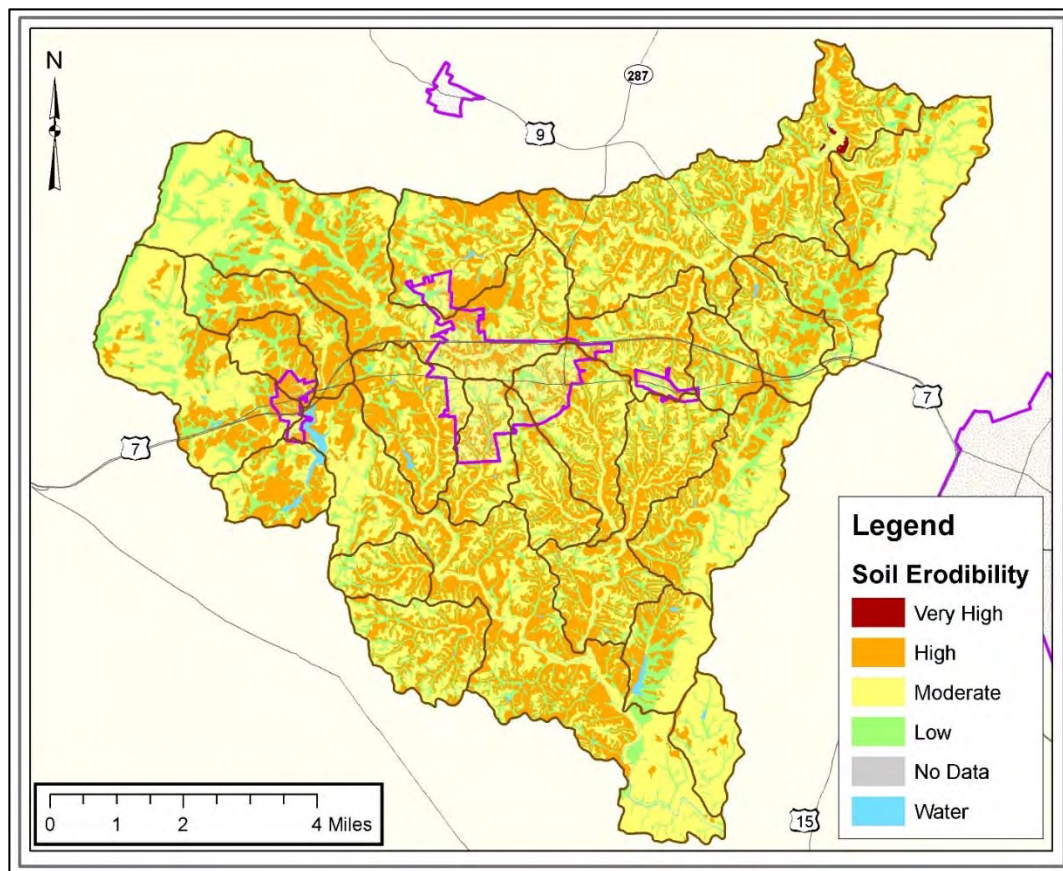 N
287
9
7
7
15
Legend
Soil Erodibility
Very High
High
Moderate
Low
No Data
Water
0 1 2 4 Miles